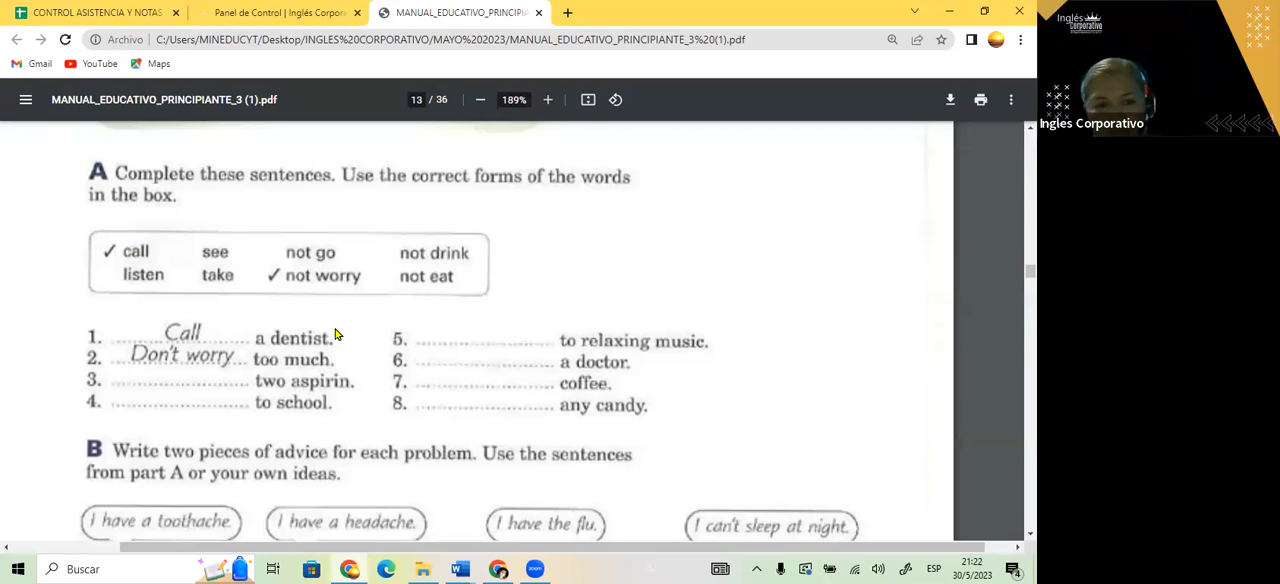 CONTROL ASISTENCIA Y NOTAS
Panel de Control | Inglés Corpora
MANUAL_EDUCATIVO_PRINCIPIA
Archivo C:/Users/MINEDUCYT/Desktop/INGLES%20CORPORATIVO/MAYO%202023/MANUAL_EDUCATIVO_PRINCIPIANTE_3%20(1).pdf
Gmail YouTube Maps
MANUAL_EDUCATIVO_PRINCIPIANTE_3 (1).pdf 13 / 36 189%
A Complete these sentences. Use the correct forms of the words
in the box.
✓ call see not go not drink
listen take ✓ not worry not eat
1. Call a dentist. 5. .......... to relaxing music.
2. Don't worry too much. 6. .......... a doctor.
3. .......... two aspirin. 7. .......... coffee.
4. .......... to school. 8. .......... any candy.
B Write two pieces of advice for each problem. Use the sentences
from part A or your own ideas.
I have a toothache. I have a headache. I have the flu. I can't sleep at night.
Inglés
Corporativo
Ingles Corporativo
Buscar
ESP
21:22
30/5/2023
4